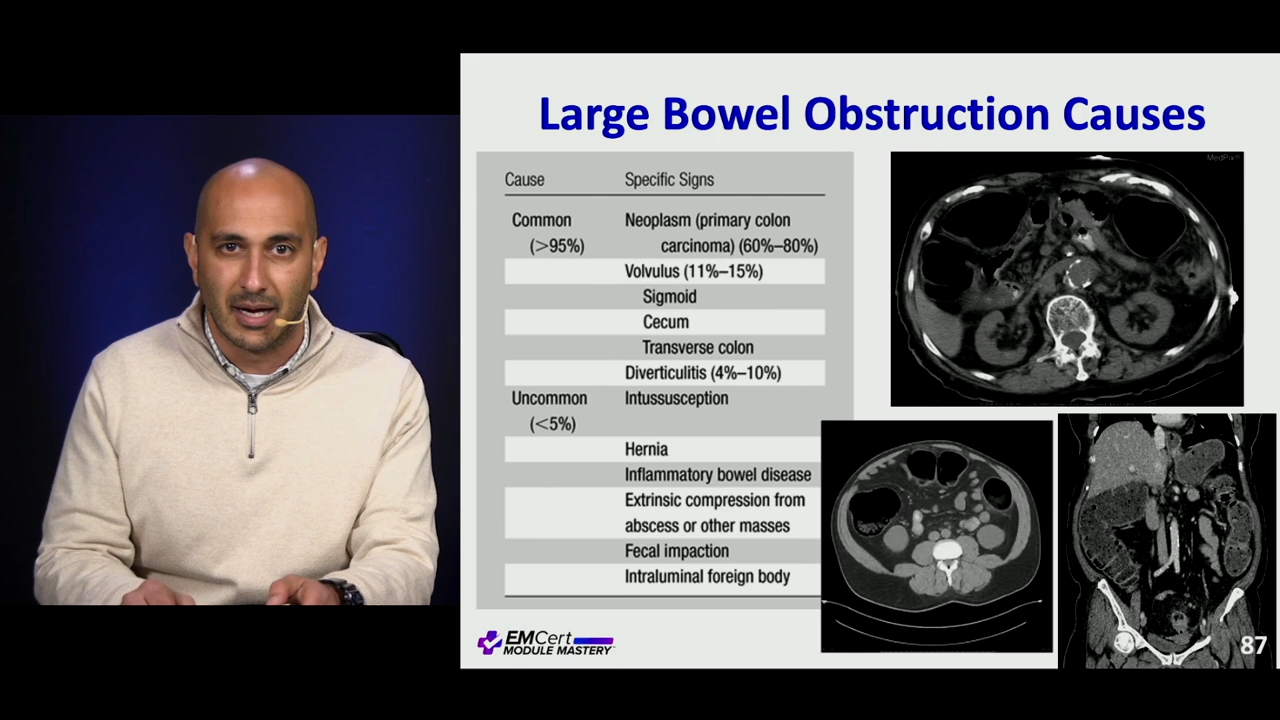 Large Bowel Obstruction Causes
Cause Specific Signs
Common Neoplasm (primary colon
(>95%) carcinoma) (60%–80%)
Volvulus (11%–15%)
Sigmoid
Cecum
Transverse colon
Diverticulitis (4%–10%)
Uncommon Intussusception
(<5%)
Hernia
Inflammatory bowel disease
Extrinsic compression from
abscess or other masses
Fecal impaction
Intraluminal foreign body
MedPix®
EMCert
MODULE MASTERY™
87